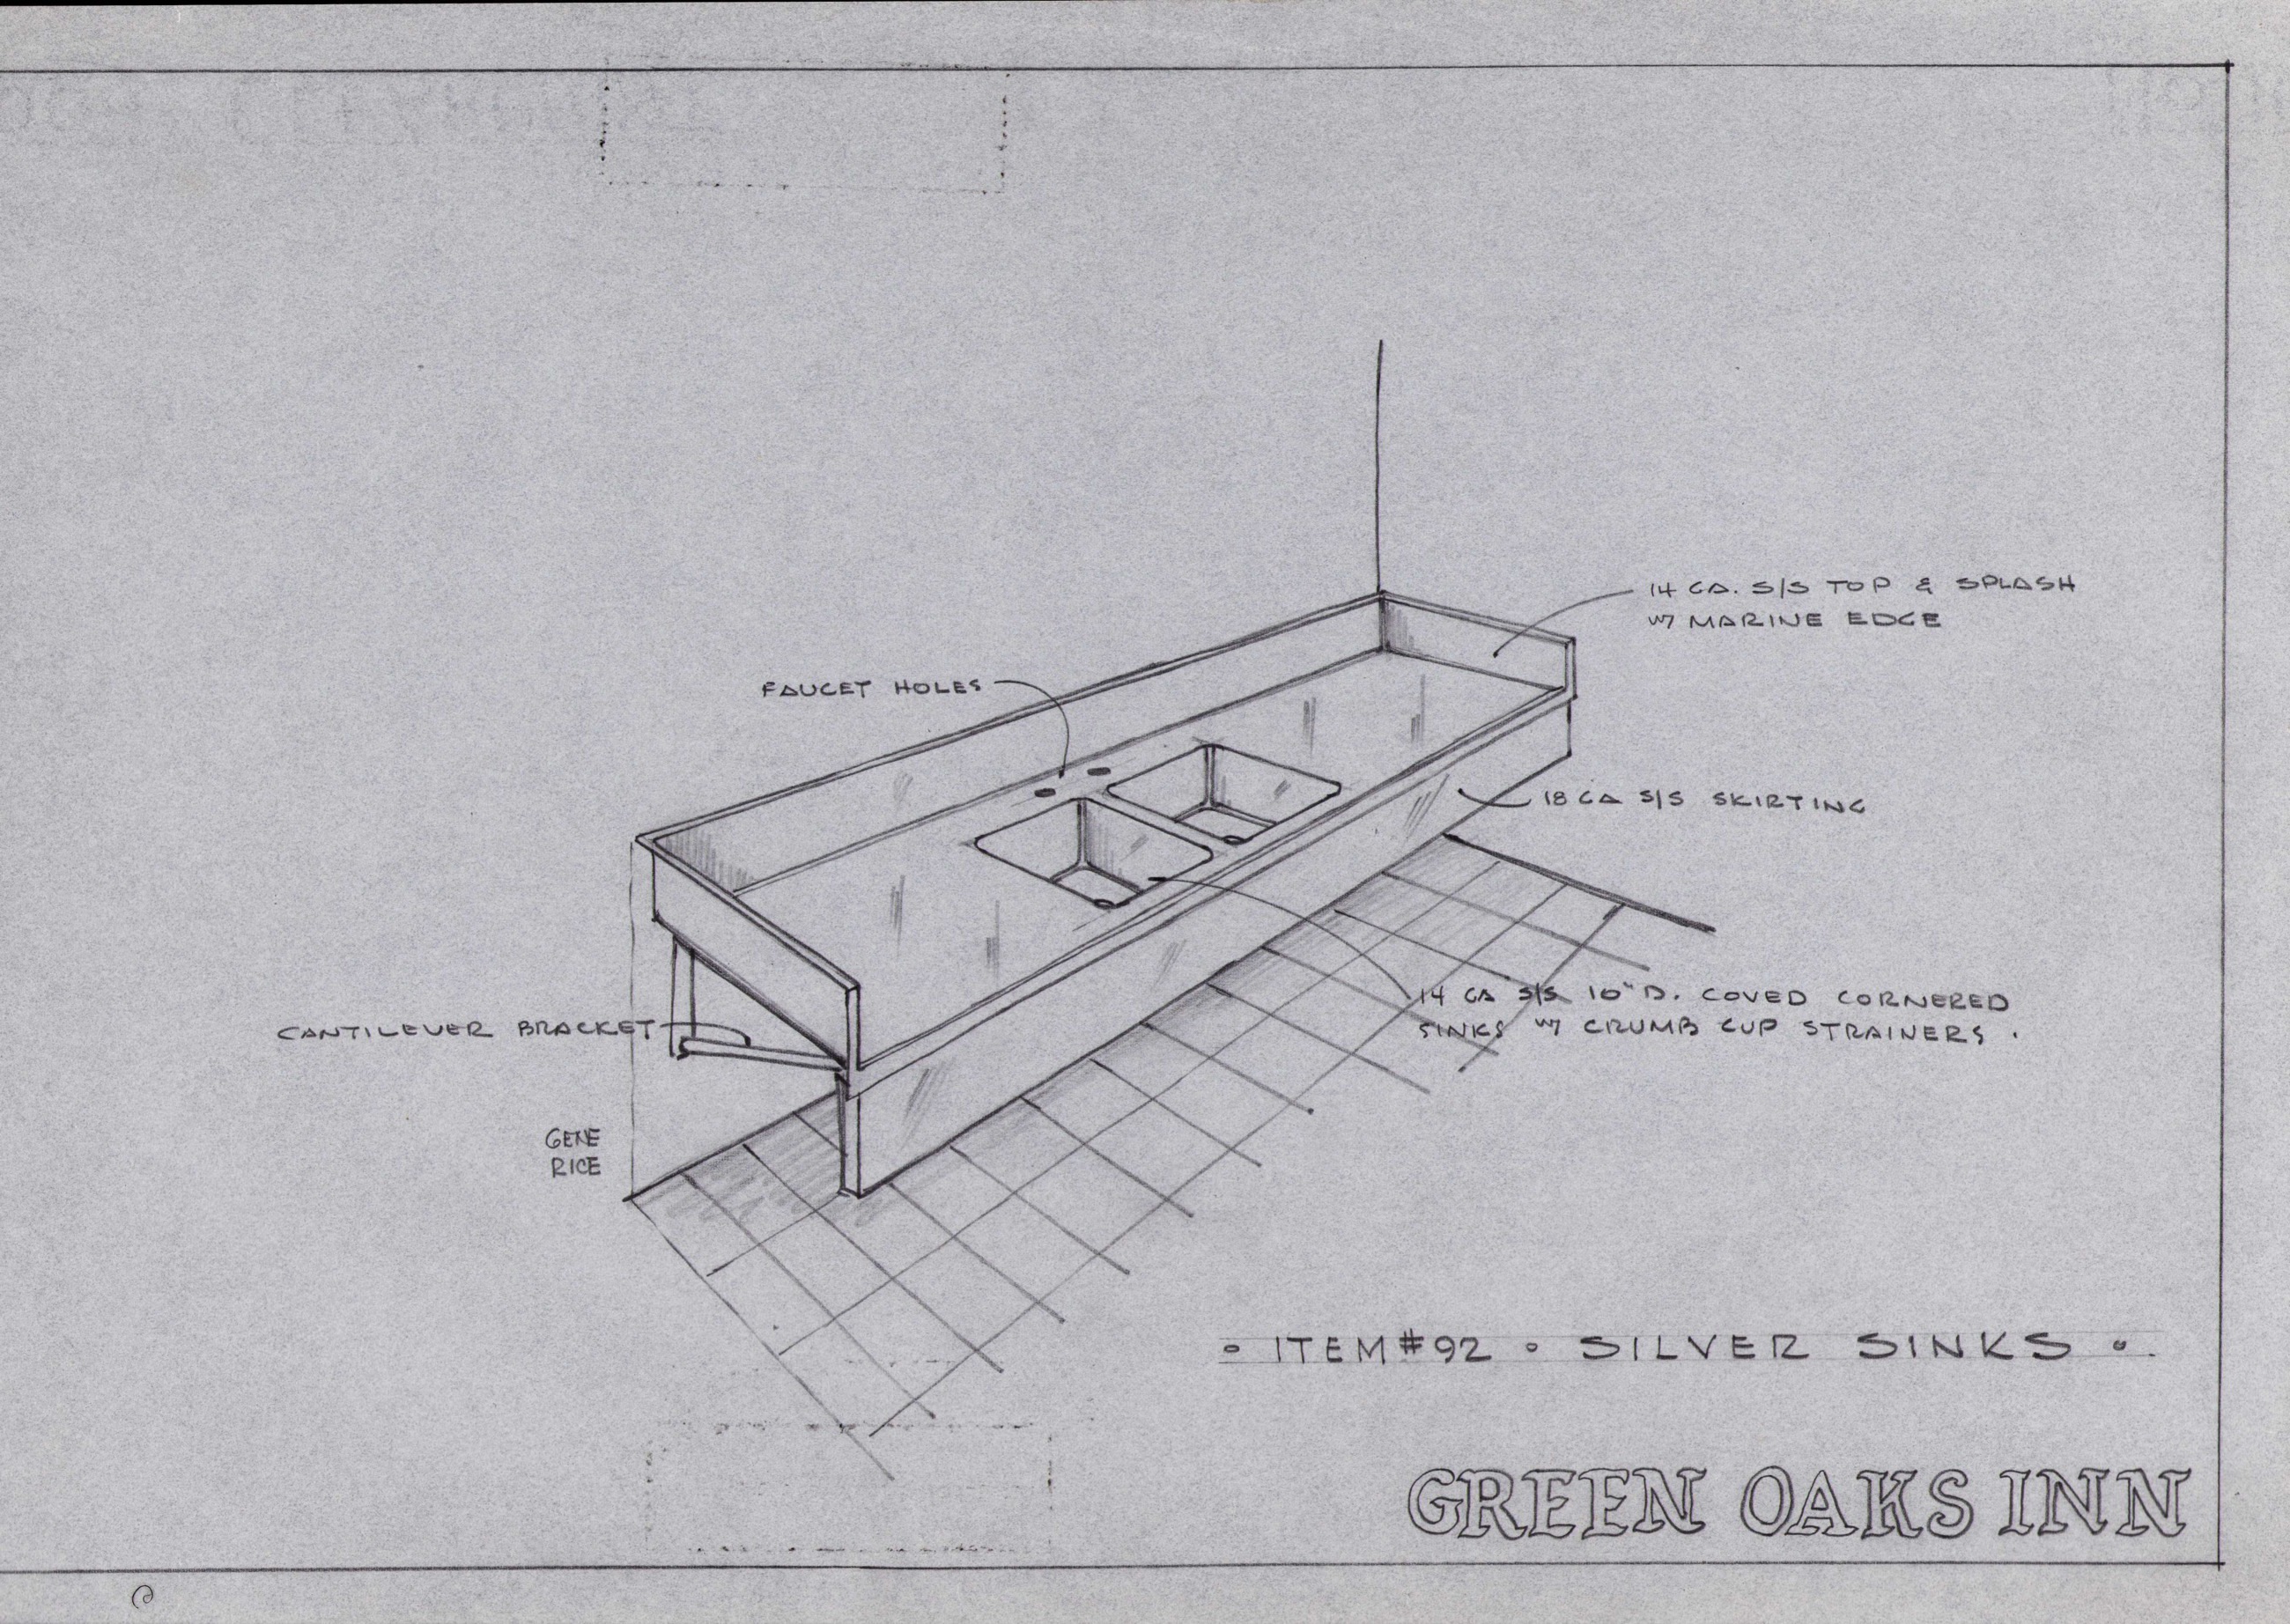 14 GA. S/S TOP & SPLASH
W/ MARINE EDGE
FAUCET HOLES
18 GA S/S SKIRTING
14 GA S/S 10" D. COVED CORNERED
SINKS W/ CRUMB CUP STRAINERS.
CANTILEVER BRACKET
GENE
RICE
• ITEM #92 • SILVER SINKS •
GREEN OAKS INN